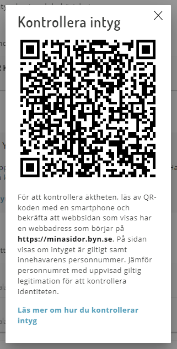 Kontrollera intyg
För att kontrollera äktheten, läs av QR-
koden med en smartphone och
bekräfta att webbsidan som visas har
en webbadress som börjar på
https://minasidor.byn.se. På sidan
visas om intyget är giltigt samt
innehavarens personnummer. Jämför
personnumret med uppvisad giltig
legitimation för att kontrollera
identiteten.
Läs mer om hur du kontrollerar
intyg